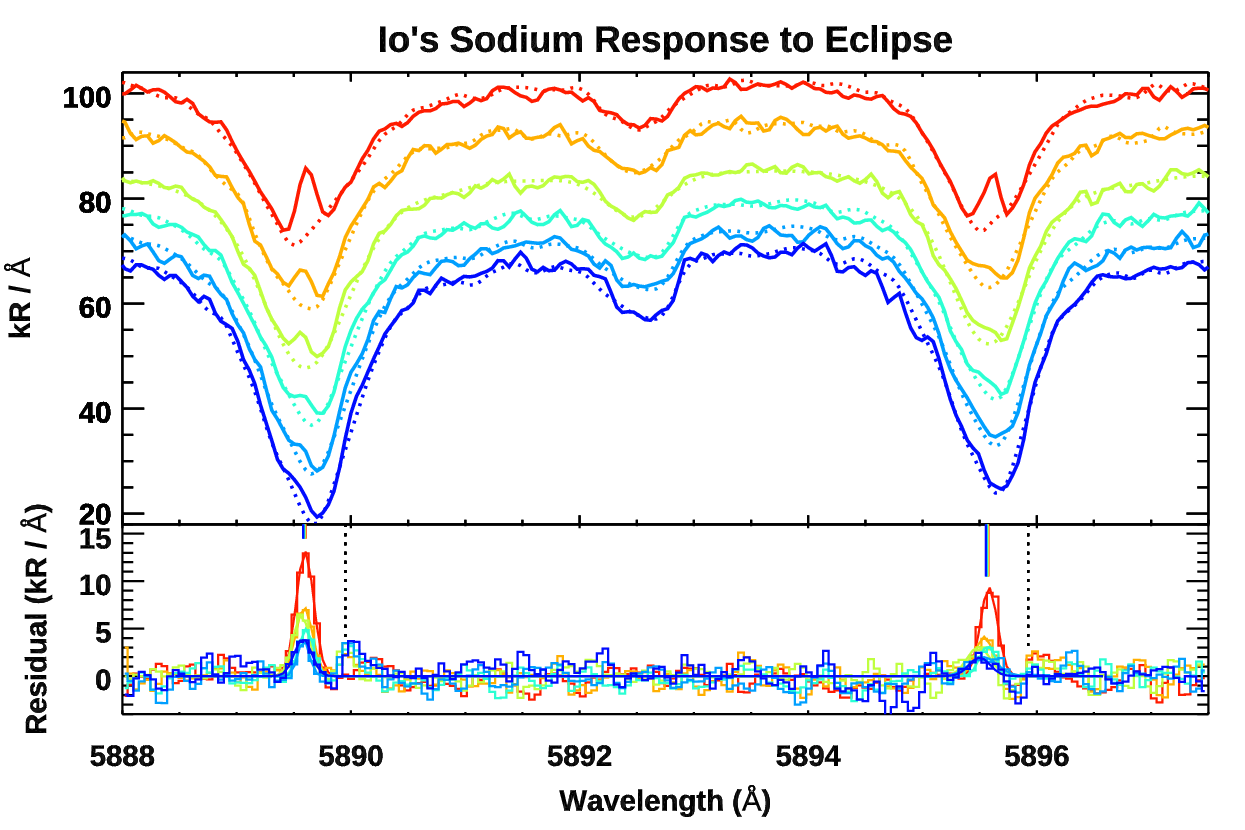 Io's Sodium Response to Eclipse
100
80
60
40
20
kR / Å
15
10
5
0
Residual (kR / Å)
5888 5890 5892 5894 5896
Wavelength (Å)